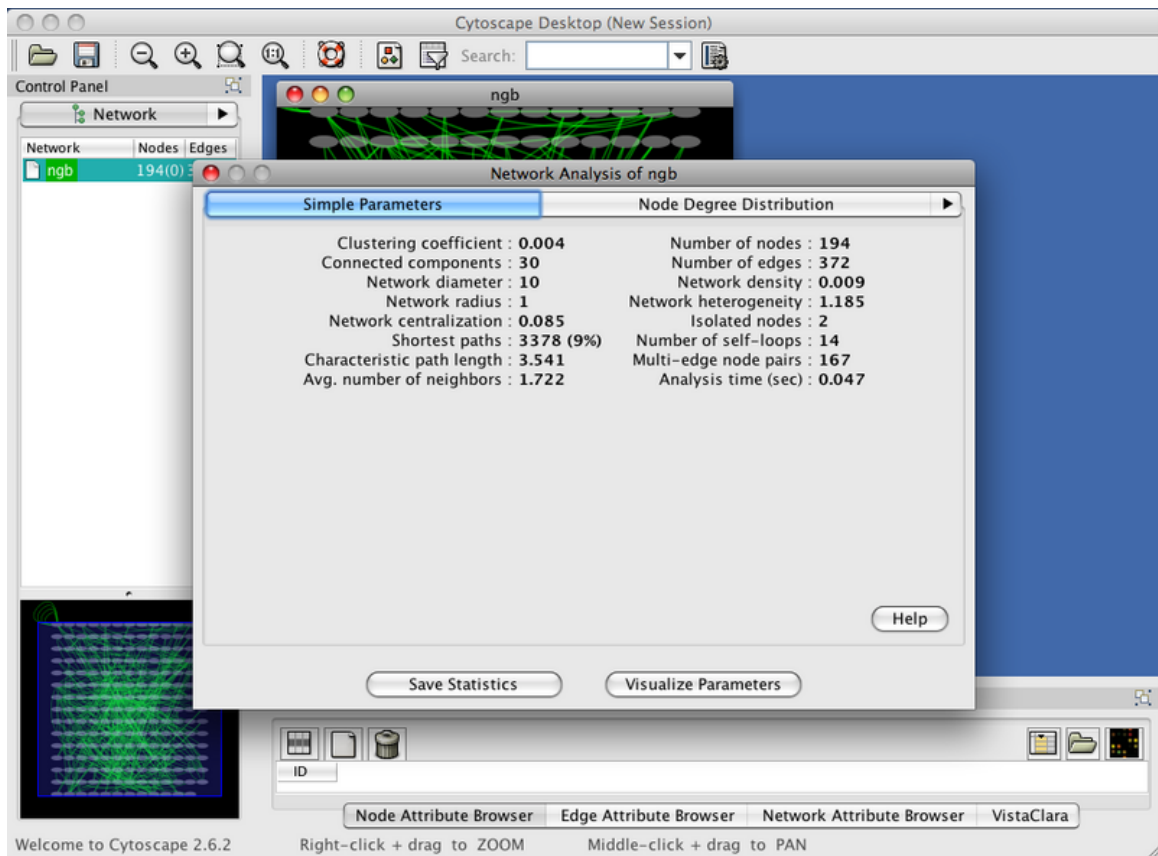 Cytoscape Desktop (New Session)
1:1
Search:
Control Panel
Network
Network Nodes Edges
ngb 194(0) 3
ngb
Network Analysis of ngb
Simple Parameters
Node Degree Distribution
Clustering coefficient : 0.004
Connected components : 30
Network diameter : 10
Network radius : 1
Network centralization : 0.085
Shortest paths : 3378 (9%)
Characteristic path length : 3.541
Avg. number of neighbors : 1.722
Number of nodes : 194
Number of edges : 372
Network density : 0.009
Network heterogeneity : 1.185
Isolated nodes : 2
Number of self-loops : 14
Multi-edge node pairs : 167
Analysis time (sec) : 0.047
Help
Save Statistics
Visualize Parameters
ID
Node Attribute Browser Edge Attribute Browser Network Attribute Browser VistaClara
Welcome to Cytoscape 2.6.2 Right-click + drag to ZOOM Middle-click + drag to PAN